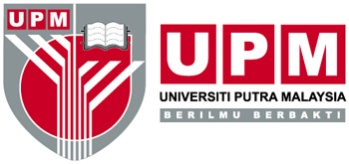 UPM
UPM
UNIVERSITI PUTRA MALAYSIA
BERILMU BERBAKTI